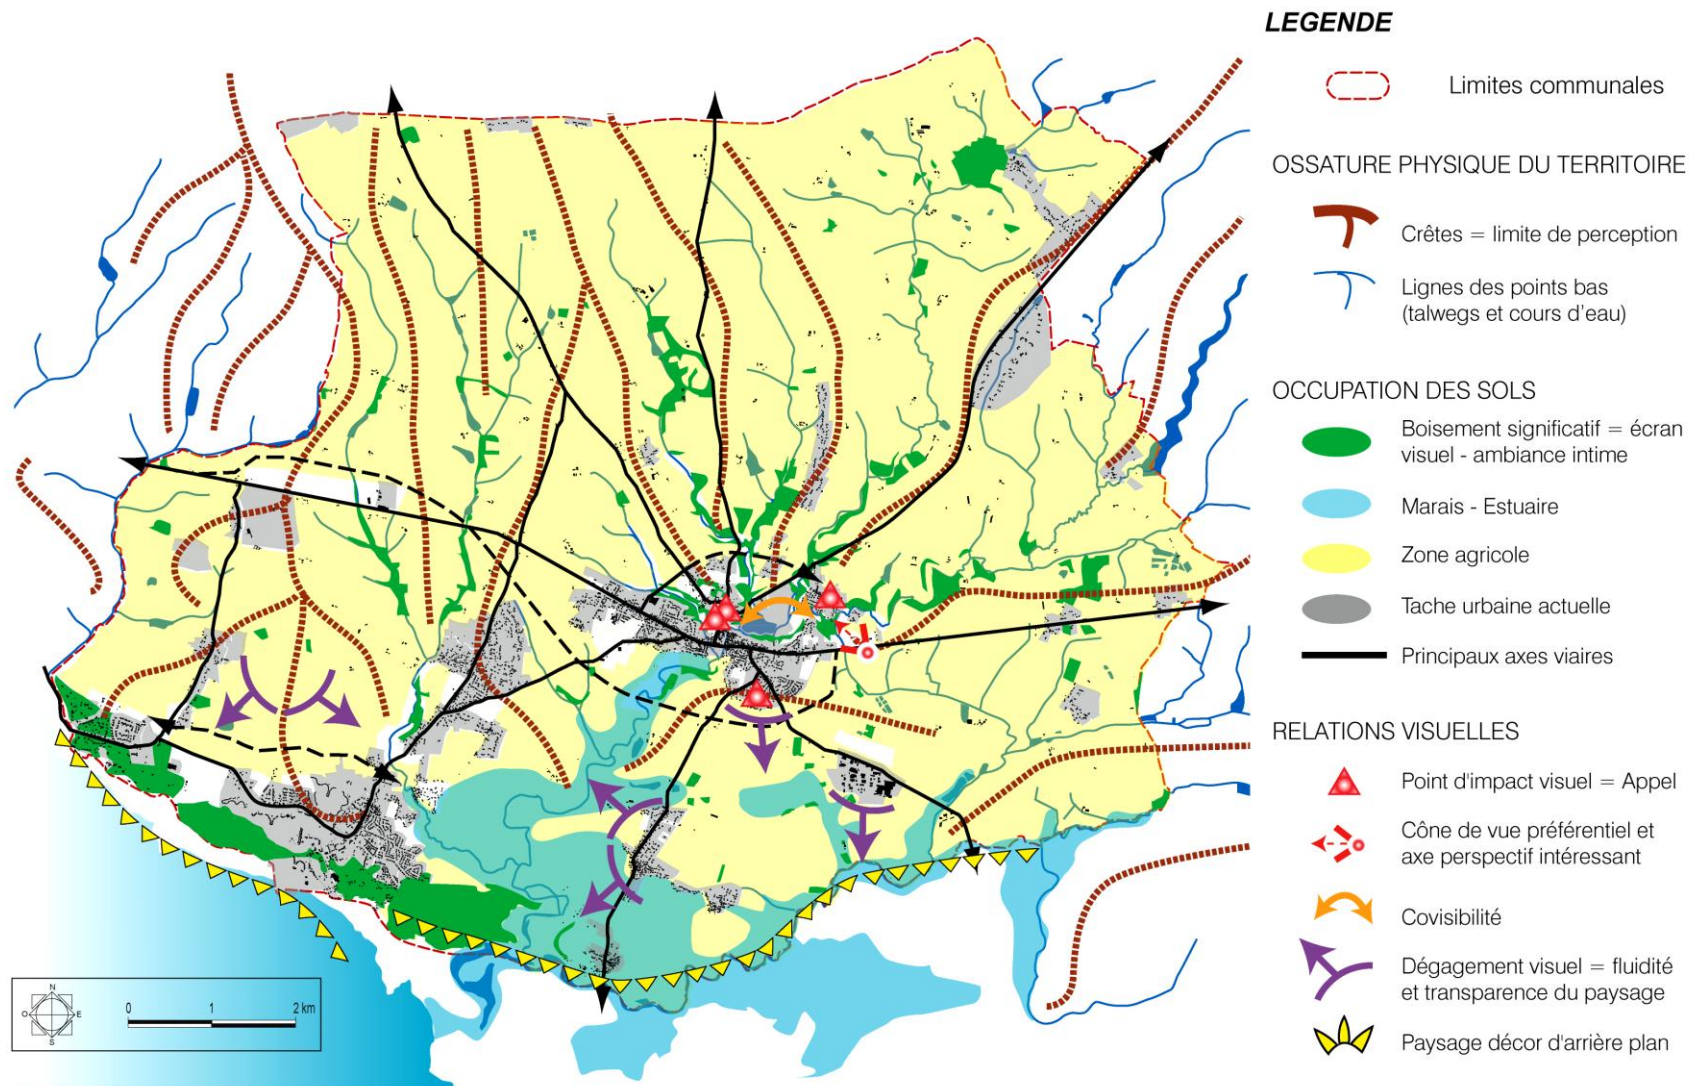 LEGENDE
Limites communales
OSSATURE PHYSIQUE DU TERRITOIRE
Crêtes = limite de perception
Lignes des points bas
(talwegs et cours d'eau)
OCCUPATION DES SOLS
Boisement significatif = écran
visuel - ambiance intime
Marais - Estuaire
Zone agricole
Tache urbaine actuelle
Principaux axes viaires
RELATIONS VISUELLES
Point d'impact visuel = Appel
Cône de vue préférentiel et
axe perspectif intéressant
Covisibilité
Dégagement visuel = fluidité
et transparence du paysage
Paysage décor d'arrière plan
N
O E
S
0 1 2 km